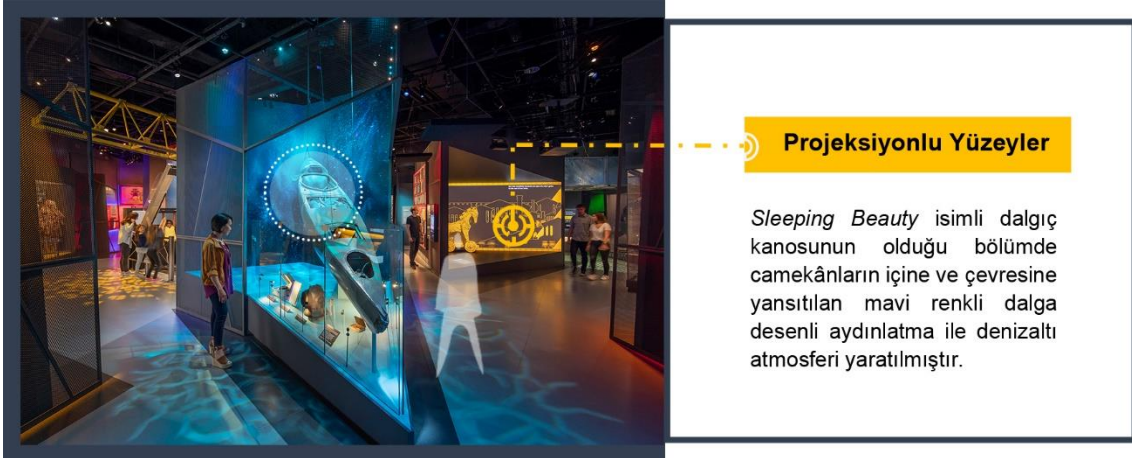 Projeksiyonlu Yüzeyler
Sleeping Beauty isimli dalgıç
kanosunun olduğu bölümde
camekânların içine ve çevresine
yansıtılan mavi renkli dalga
desenli aydınlatma ile denizaltı
atmosferi yaratılmıştır.